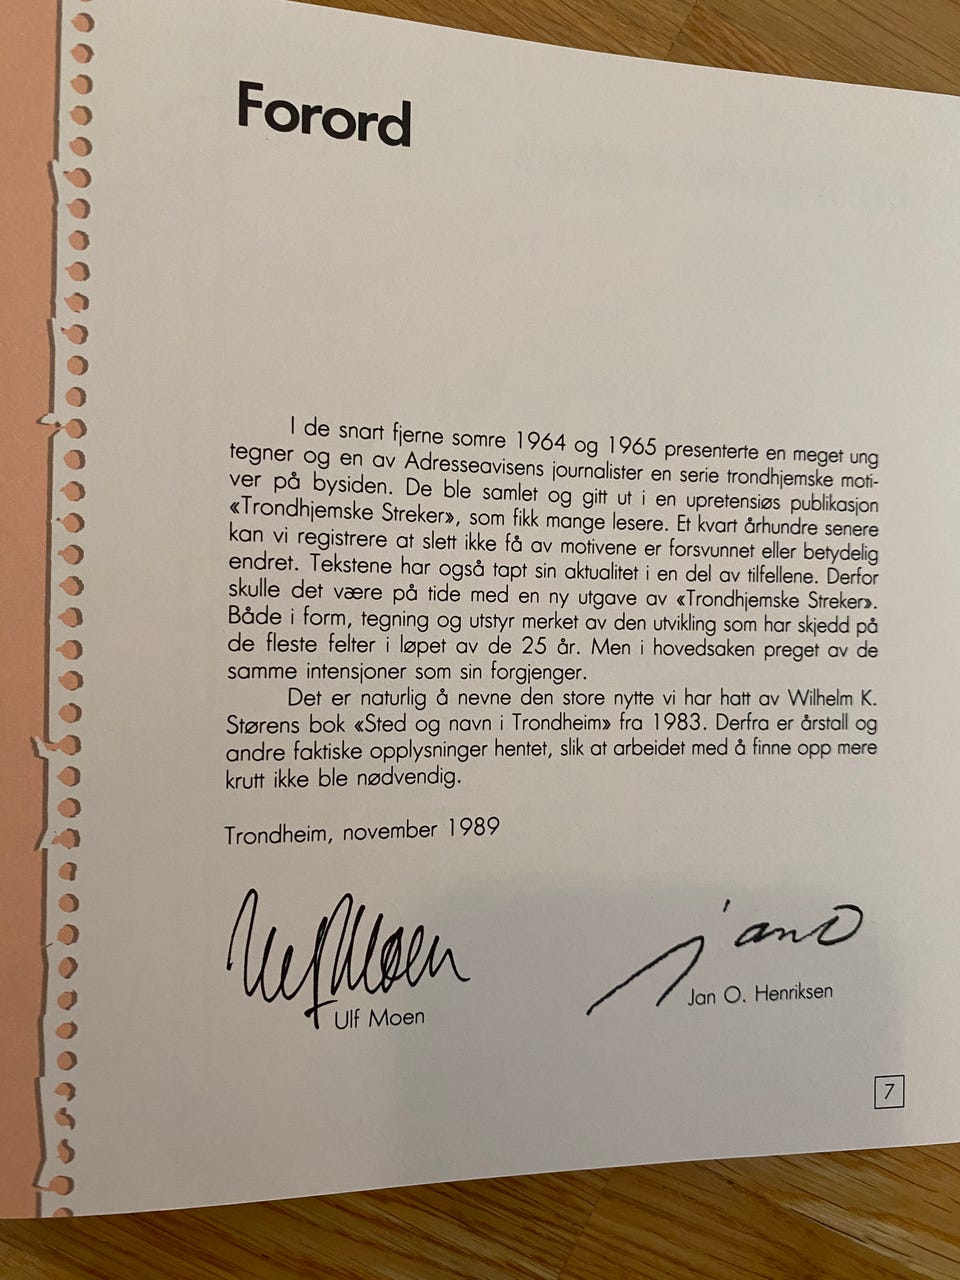 Forord
I de snart fjerne somre 1964 og 1965 presenterte en meget ung
tegner og en av Adresseavisens journalister en serie trondhjemske moti-
ver på bysiden. De ble samlet og gitt ut i en upretensiøs publikasjon
«Trondhjemske Streker», som fikk mange lesere. Et kvart århundre senere
kan vi registrere at slett ikke få av motivene er forsvunnet eller betydelig
endret. Tekstene har også tapt sin aktualitet i en del av tilfellene. Derfor
skulle det være på tide med en ny utgave av «Trondhjemske Streker».
Både i form, tegning og utstyr merket av den utvikling som har skjedd på
de fleste felter i løpet av de 25 år. Men i hovedsaken preget av de
samme intensjoner som sin forgjenger.
Det er naturlig å nevne den store nytte vi har hatt av Wilhelm K.
Størens bok «Sted og navn i Trondheim» fra 1983. Derfra er årstall og
andre faktiske opplysninger hentet, slik at arbeidet med å finne opp mere
krutt ikke ble nødvendig.
Trondheim, november 1989
Ulf Moen jano
Ulf Moen Jan O. Henriksen
7